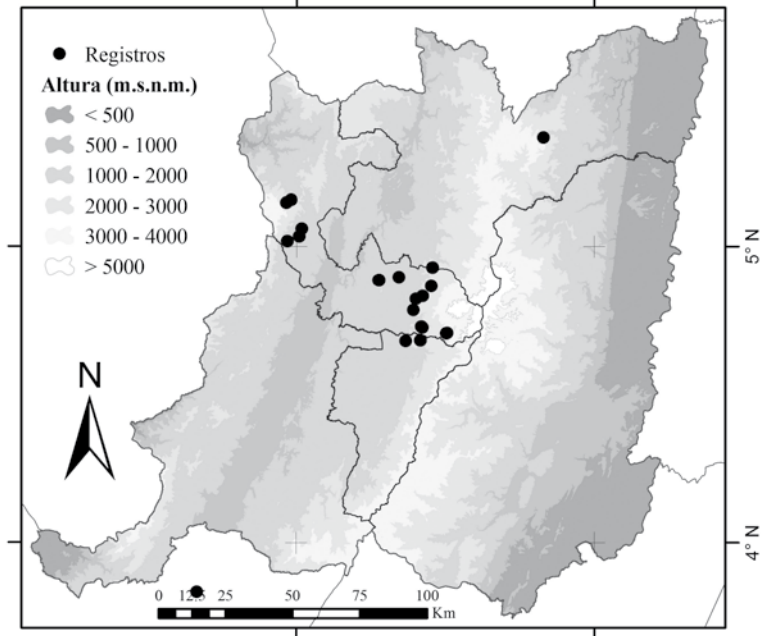 Registros
Altura (m.s.n.m.)
< 500
500 - 1000
1000 - 2000
2000 - 3000
3000 - 4000
> 5000
5° N
N
4° N
0 12.5 25 50 75 100
Km